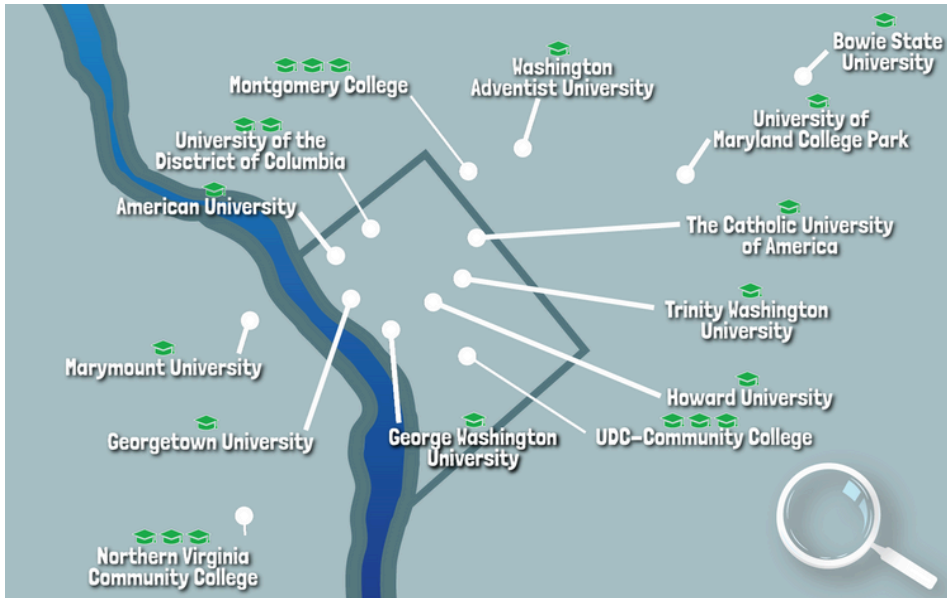 Bowie State
University
Washington
Adventist University
Montgomery College
University of
Maryland College Park
University of the
Disctrict of Columbia
American University
The Catholic University
of America
Trinity Washington
University
Marymount University
Howard University
Georgetown University
George Washington
University
UDC-Community College
Northern Virginia
Community College